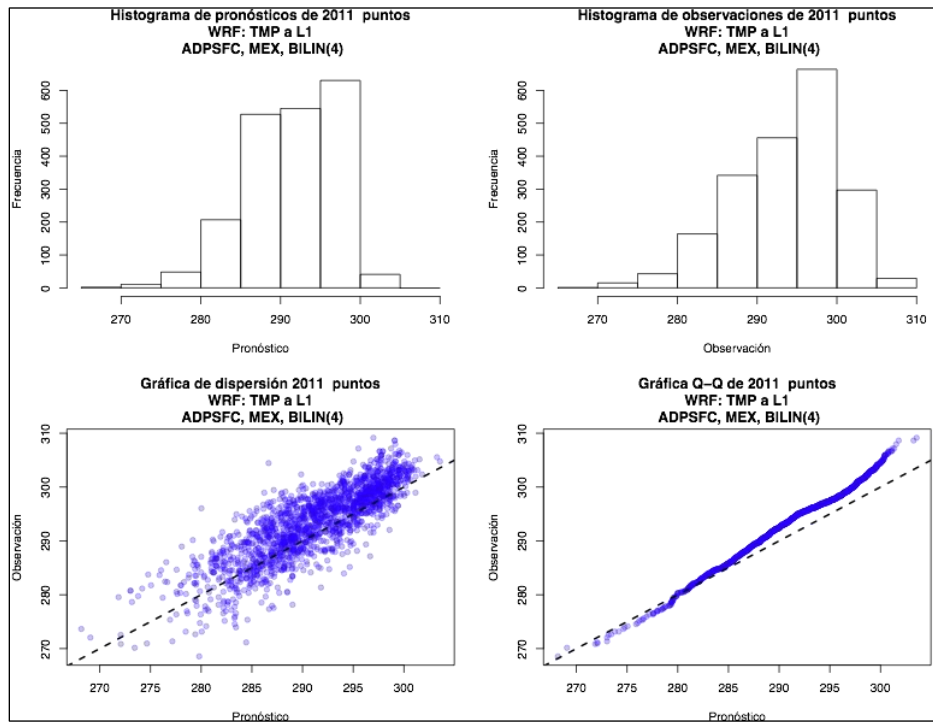 Histograma de pronósticos de 2011 puntos
WRF: TMP a L1
ADPSFC, MEX, BILIN(4)
Frecuencia
600
500
400
300
200
100
0
270
280
290
300
310
Pronóstico
Histograma de observaciones de 2011 puntos
WRF: TMP a L1
ADPSFC, MEX, BILIN(4)
Frecuencia
600
500
400
300
200
100
0
270
280
290
300
310
Observación
Gráfica de dispersión 2011 puntos
WRF: TMP a L1
ADPSFC, MEX, BILIN(4)
Observación
310
300
290
280
270
270
275
280
285
290
295
300
Pronóstico
Gráfica Q-Q de 2011 puntos
WRF: TMP a L1
ADPSFC, MEX, BILIN(4)
Observación
310
300
290
280
270
270
275
280
285
290
295
300
Pronóstico